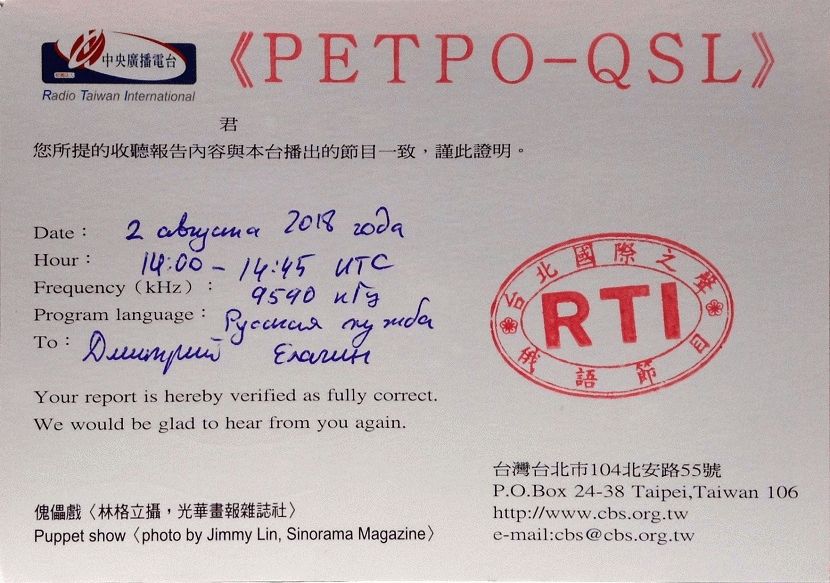 中央廣播電台
Radio Taiwan International
《РЕТРО-QSL》
君
您所提的收聽報告內容與本台播出的節目一致，謹此證明。
Date： 2 августа 2018 года
Hour： 14:00 – 14:45 UTC
Frequency（kHz）： 9590 кГц
Program language： Русская служба
To： Дмитрий Елагин
台北國際之聲
RTI
俄語節目
Your report is hereby verified as fully correct.
We would be glad to hear from you again.
台灣台北市104北安路55號
P.O.Box 24-38 Taipei,Taiwan 106
http://www.cbs.org.tw
e-mail:cbs@cbs.org.tw
傀儡戲〈林格立攝，光華畫報雜誌社〉
Puppet show〈photo by Jimmy Lin, Sinorama Magazine〉